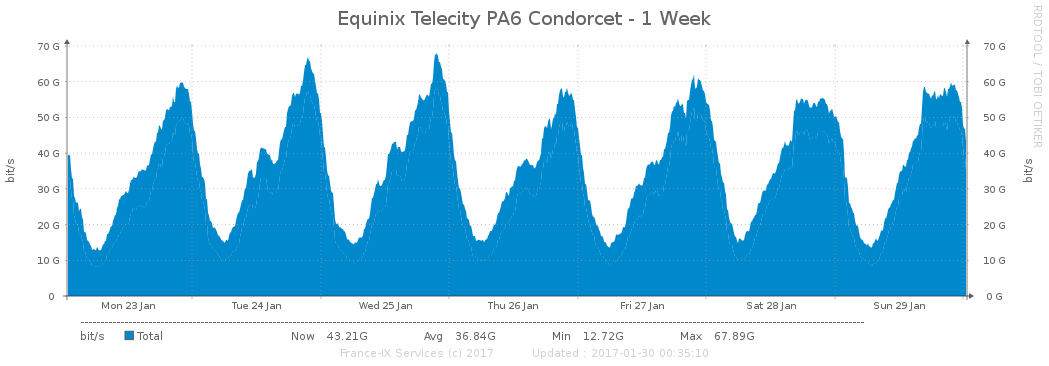 Equinix Telecity PA6 Condorcet - 1 Week
RRDTOOL / TOBI OETIKER
bit/s
70 G
60 G
50 G
40 G
30 G
20 G
10 G
0
70 G
60 G
50 G
40 G
30 G
20 G
10 G
0 G
bit/s
Mon 23 Jan Tue 24 Jan Wed 25 Jan Thu 26 Jan Fri 27 Jan Sat 28 Jan Sun 29 Jan
bit/s Total Now 43.21G Avg 36.84G Min 12.72G Max 67.89G
France-IX Services (c) 2017 Updated : 2017-01-30 00:35:10